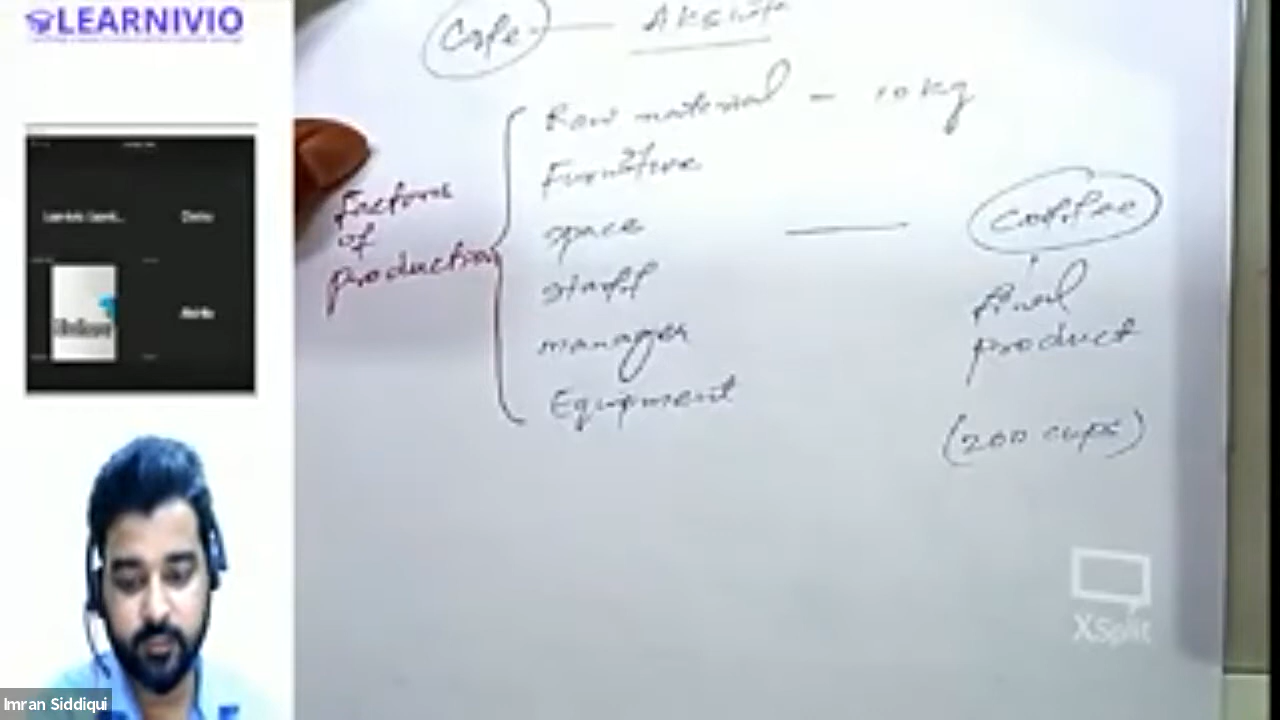 LEARNIVIO
Cafe — Akshita
Raw material - 10 kg
Furniture
Factors
of
production
space
staff
manager
Equipment
coffee
final
product
(200 cups)
XSplit
Imran Siddiqui